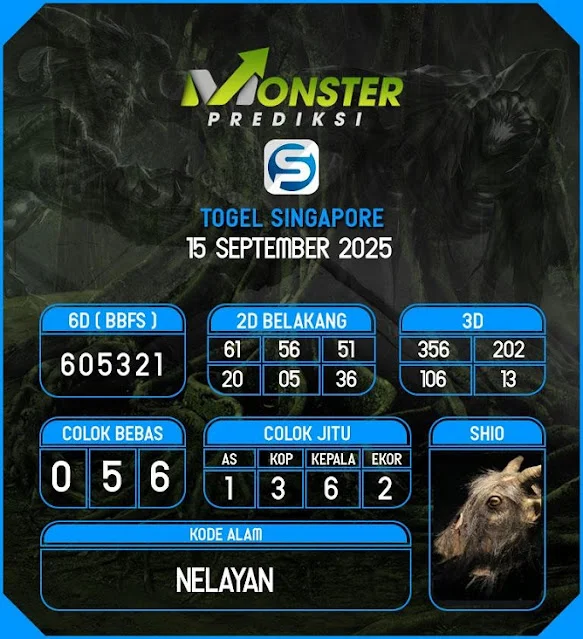 MONSTER
PREDIKSI
S
TOGEL SINGAPORE
15 SEPTEMBER 2025
6D ( BBFS )
605321
2D BELAKANG
61 56 51
20 05 36
3D
356 202
106 13
COLOK BEBAS
0 5 6
COLOK JITU
AS KOP KEPALA EKOR
1 3 6 2
SHIO
KODE ALAM
NELAYAN